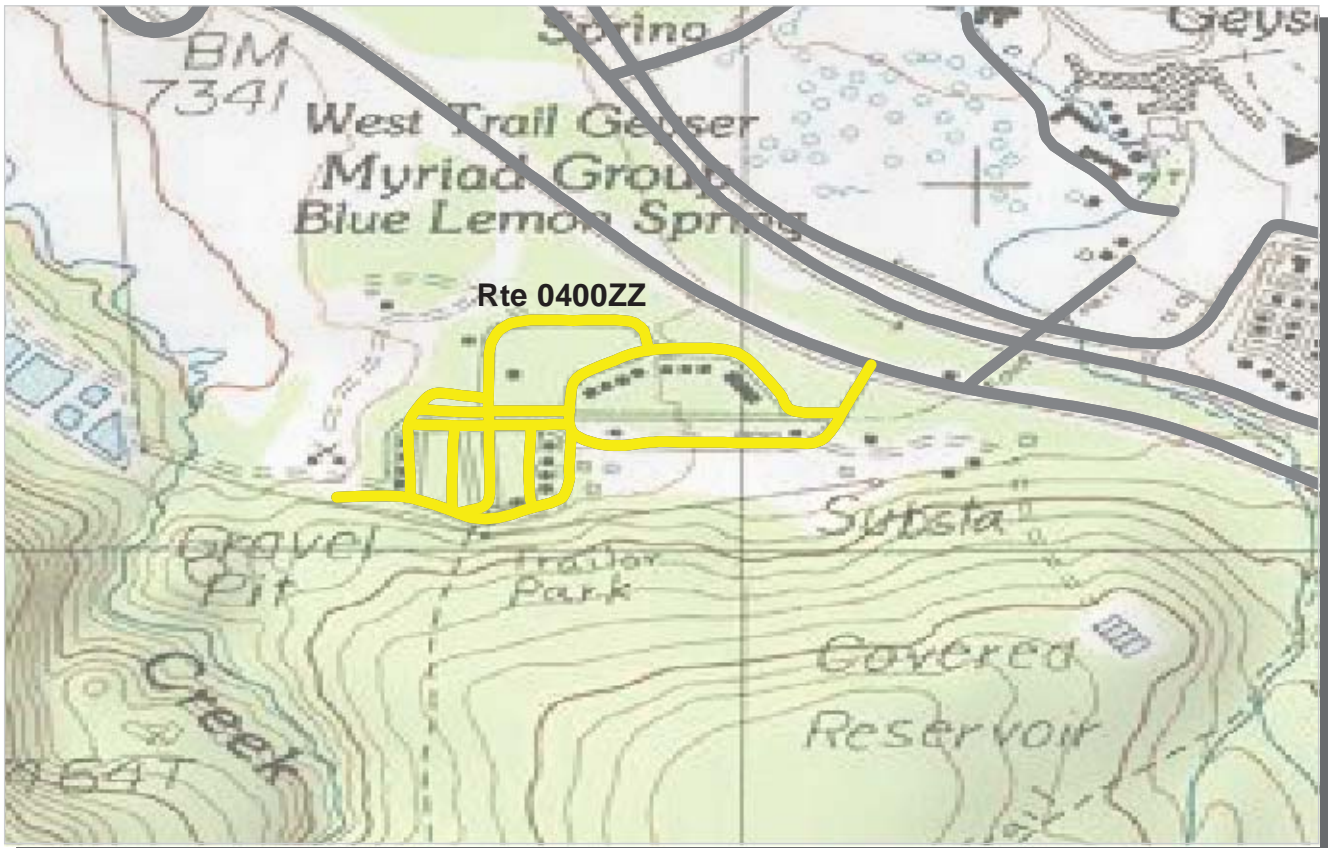 Spring
Geys
BM
7341
West Trail Geyser
Myriad Group
Blue Lemon Spring
Rte 0400ZZ
Substa
Gravel
Pit
Trailor
Park
Covered
Reservoir
Creek